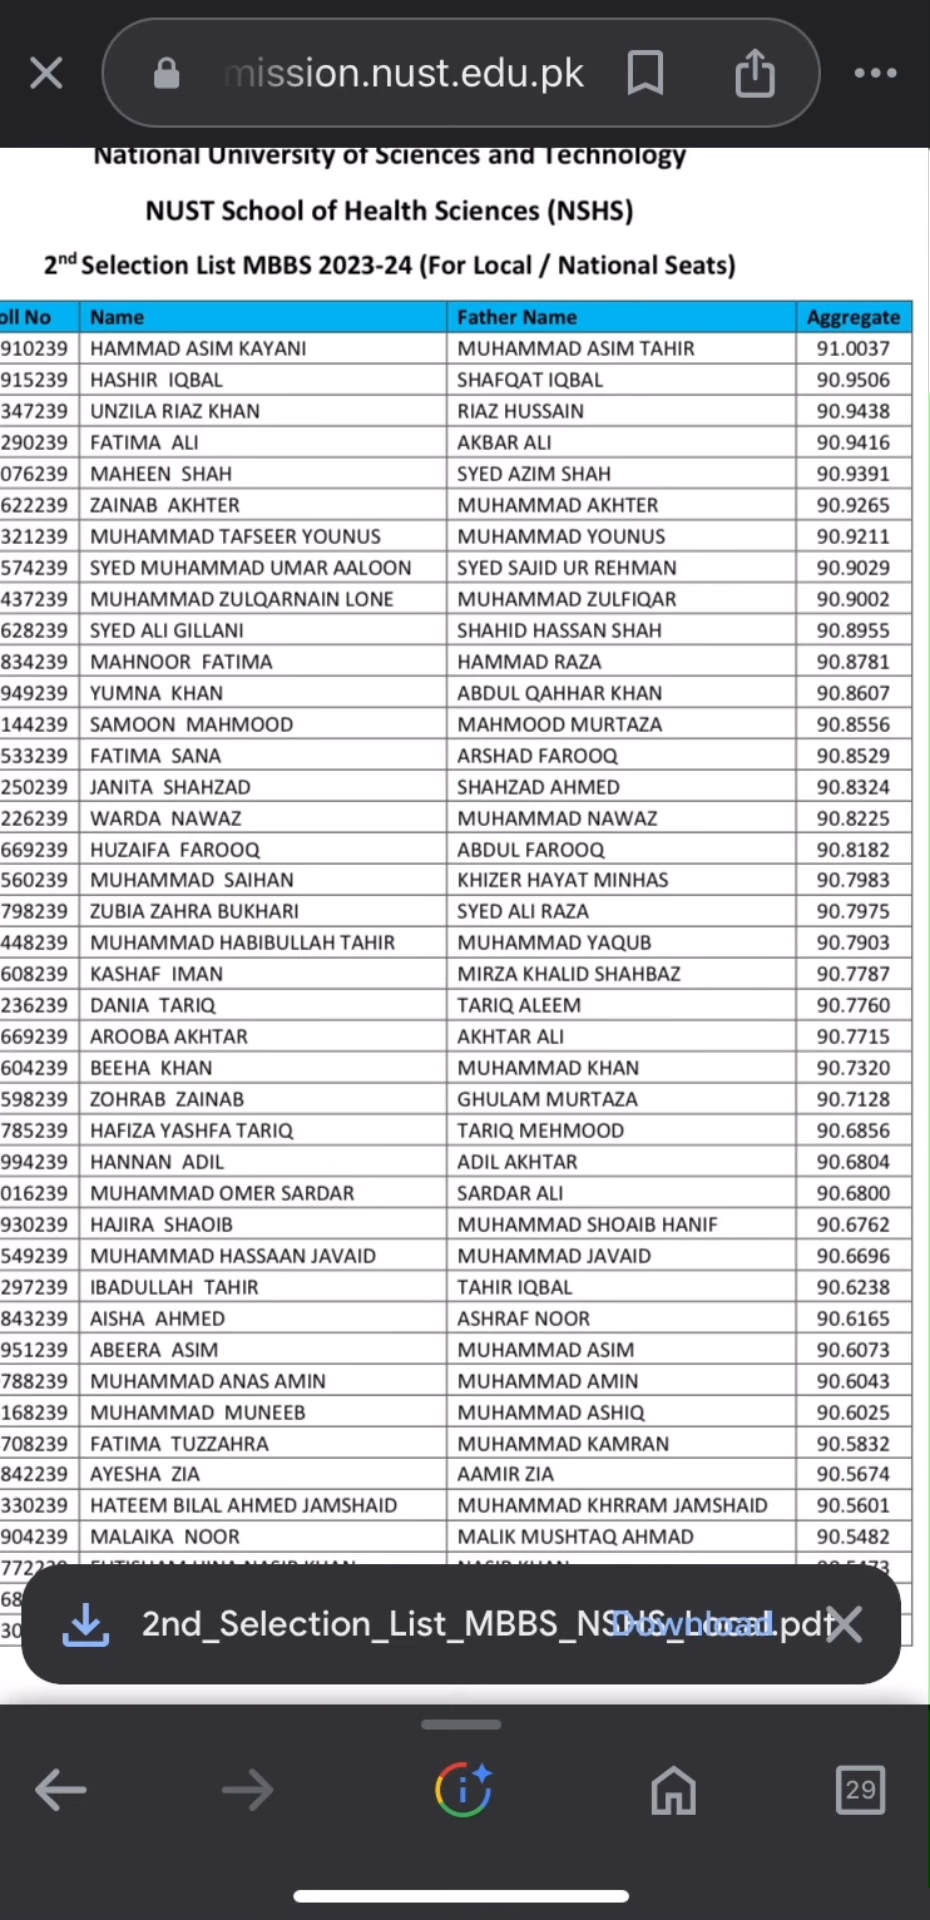 mission.nust.edu.pk
National University of Sciences and Technology
NUST School of Health Sciences (NSHS)
2nd Selection List MBBS 2023-24 (For Local / National Seats)
oll No Name Father Name Aggregate
910239 HAMMAD ASIM KAYANI MUHAMMAD ASIM TAHIR 91.0037
915239 HASHIR IQBAL SHAFQAT IQBAL 90.9506
347239 UNZILA RIAZ KHAN RIAZ HUSSAIN 90.9438
290239 FATIMA ALI AKBAR ALI 90.9416
076239 MAHEEN SHAH SYED AZIM SHAH 90.9391
622239 ZAINAB AKHTER MUHAMMAD AKHTER 90.9265
321239 MUHAMMAD TAFSEER YOUNUS MUHAMMAD YOUNUS 90.9211
574239 SYED MUHAMMAD UMAR AALOON SYED SAJID UR REHMAN 90.9029
437239 MUHAMMAD ZULQARNAIN LONE MUHAMMAD ZULFIQAR 90.9002
628239 SYED ALI GILLANI SHAHID HASSAN SHAH 90.8955
834239 MAHNOOR FATIMA HAMMAD RAZA 90.8781
949239 YUMNA KHAN ABDUL QAHHAR KHAN 90.8607
144239 SAMOON MAHMOOD MAHMOOD MURTAZA 90.8556
533239 FATIMA SANA ARSHAD FAROOQ 90.8529
250239 JANITA SHAHZAD SHAHZAD AHMED 90.8324
226239 WARDA NAWAZ MUHAMMAD NAWAZ 90.8225
669239 HUZAIFA FAROOQ ABDUL FAROOQ 90.8182
560239 MUHAMMAD SAIHAN KHIZER HAYAT MINHAS 90.7983
798239 ZUBIA ZAHRA BUKHARI SYED ALI RAZA 90.7975
448239 MUHAMMAD HABIBULLAH TAHIR MUHAMMAD YAQUB 90.7903
608239 KASHAF IMAN MIRZA KHALID SHAHBAZ 90.7787
236239 DANIA TARIQ TARIQ ALEEM 90.7760
669239 AROOBA AKHTAR AKHTAR ALI 90.7715
604239 BEEHA KHAN MUHAMMAD KHAN 90.7320
598239 ZOHRAB ZAINAB GHULAM MURTAZA 90.7128
785239 HAFIZA YASHFA TARIQ TARIQ MEHMOOD 90.6856
994239 HANNAN ADIL ADIL AKHTAR 90.6804
016239 MUHAMMAD OMER SARDAR SARDAR ALI 90.6800
930239 HAJIRA SHAOIB MUHAMMAD SHOAIB HANIF 90.6762
549239 MUHAMMAD HASSAAN JAVAID MUHAMMAD JAVAID 90.6696
297239 IBADULLAH TAHIR TAHIR IQBAL 90.6238
843239 AISHA AHMED ASHRAF NOOR 90.6165
951239 ABEERA ASIM MUHAMMAD ASIM 90.6073
788239 MUHAMMAD ANAS AMIN MUHAMMAD AMIN 90.6043
168239 MUHAMMAD MUNEEB MUHAMMAD ASHIQ 90.6025
708239 FATIMA TUZZAHRA MUHAMMAD KAMRAN 90.5832
842239 AYESHA ZIA AAMIR ZIA 90.5674
330239 HATEEM BILAL AHMED JAMSHAID MUHAMMAD KHRRAM JAMSHAID 90.5601
904239 MALAIKA NOOR MALIK MUSHTAQ AHMAD 90.5482
68
30
2nd_Selection_List_MBBS_NSHS_Local.pdf Download
29